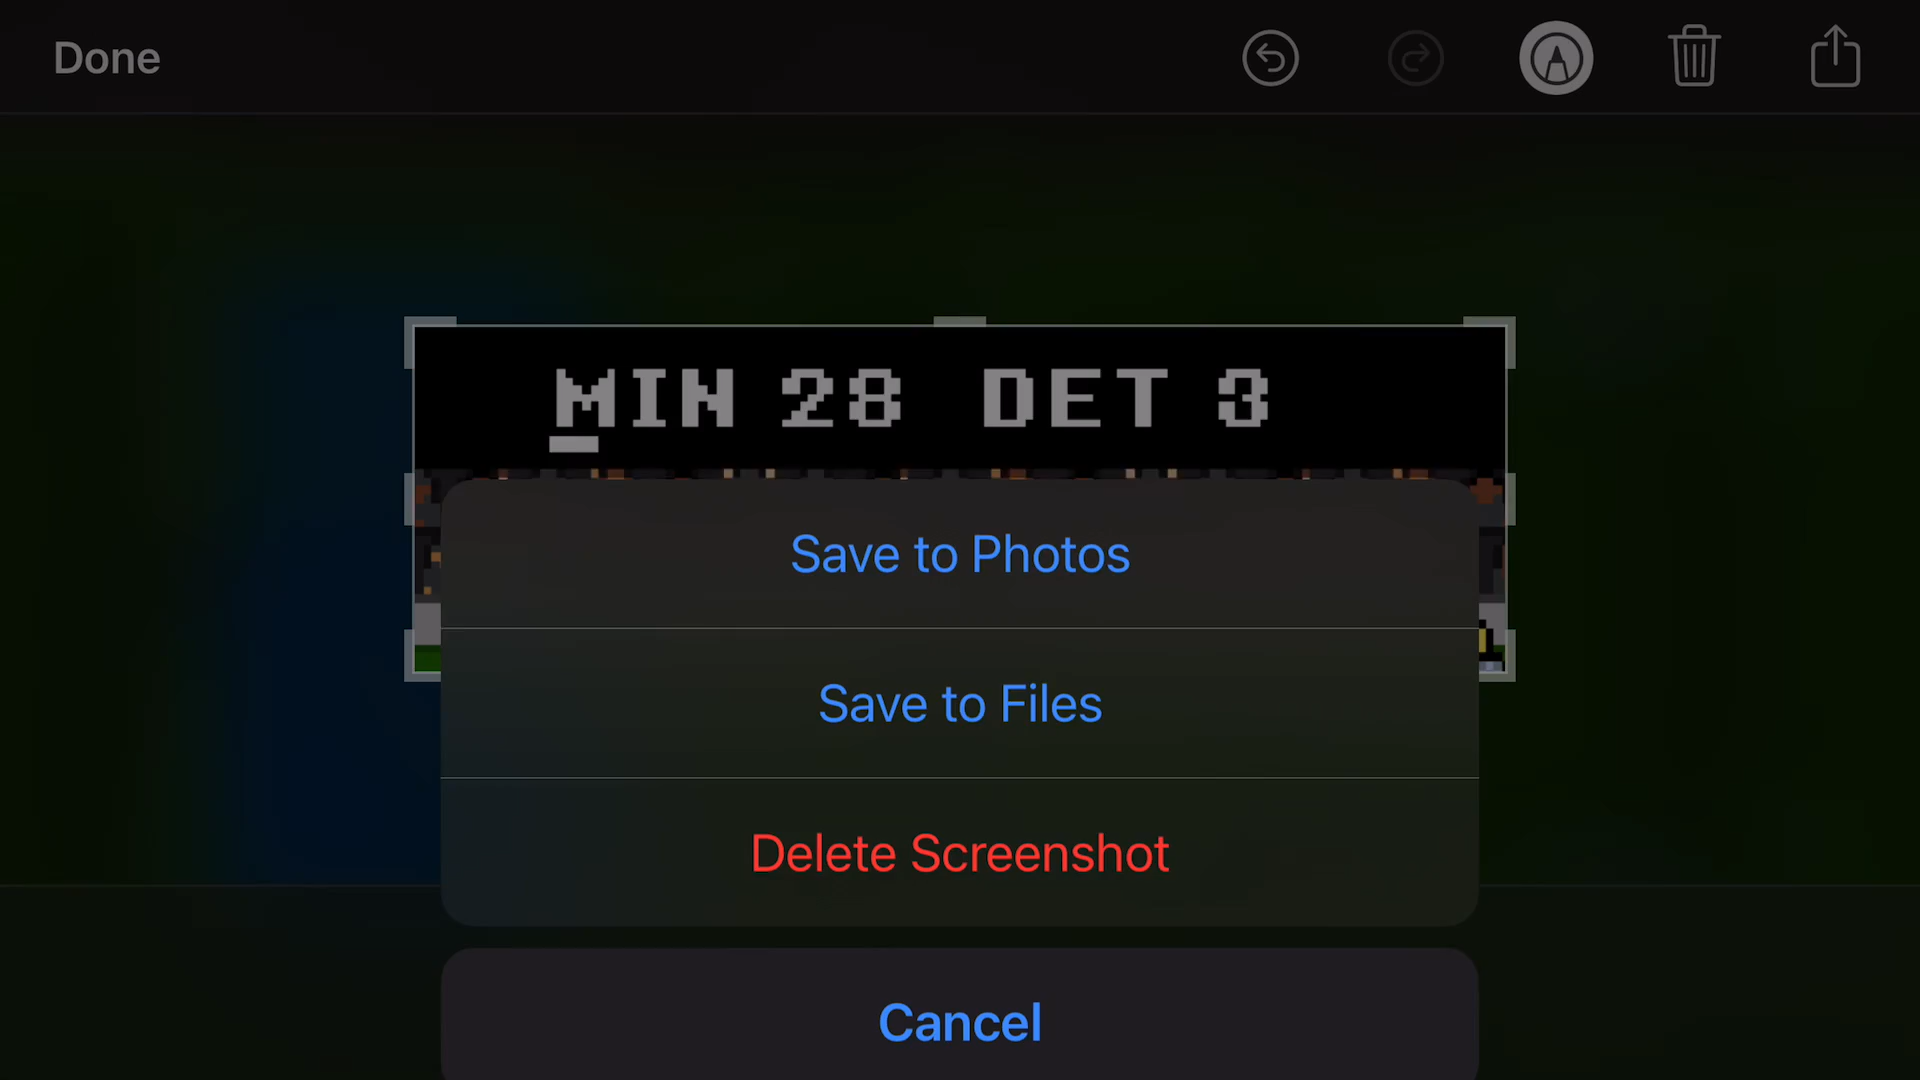 Done
MIN 28 DET 3
Save to Photos
Save to Files
Delete Screenshot
Cancel